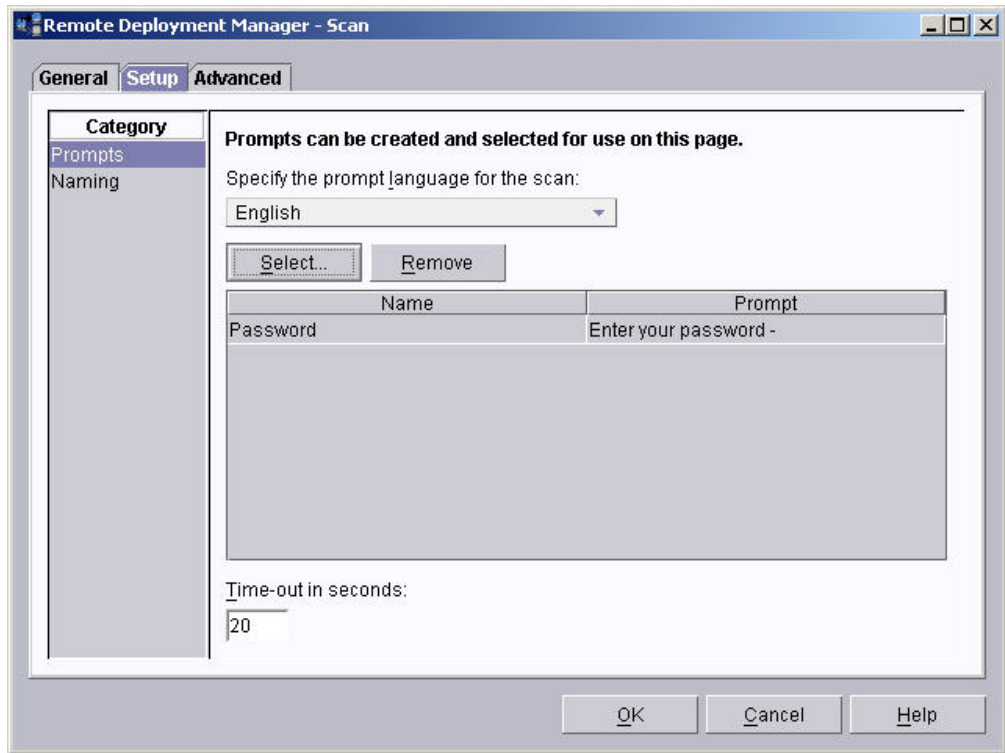 Remote Deployment Manager - Scan
General Setup Advanced
Category
Prompts
Naming
Prompts can be created and selected for use on this page.
Specify the prompt language for the scan:
English
Select... Remove
Name Prompt
Password Enter your password -
Time-out in seconds:
20
OK Cancel Help